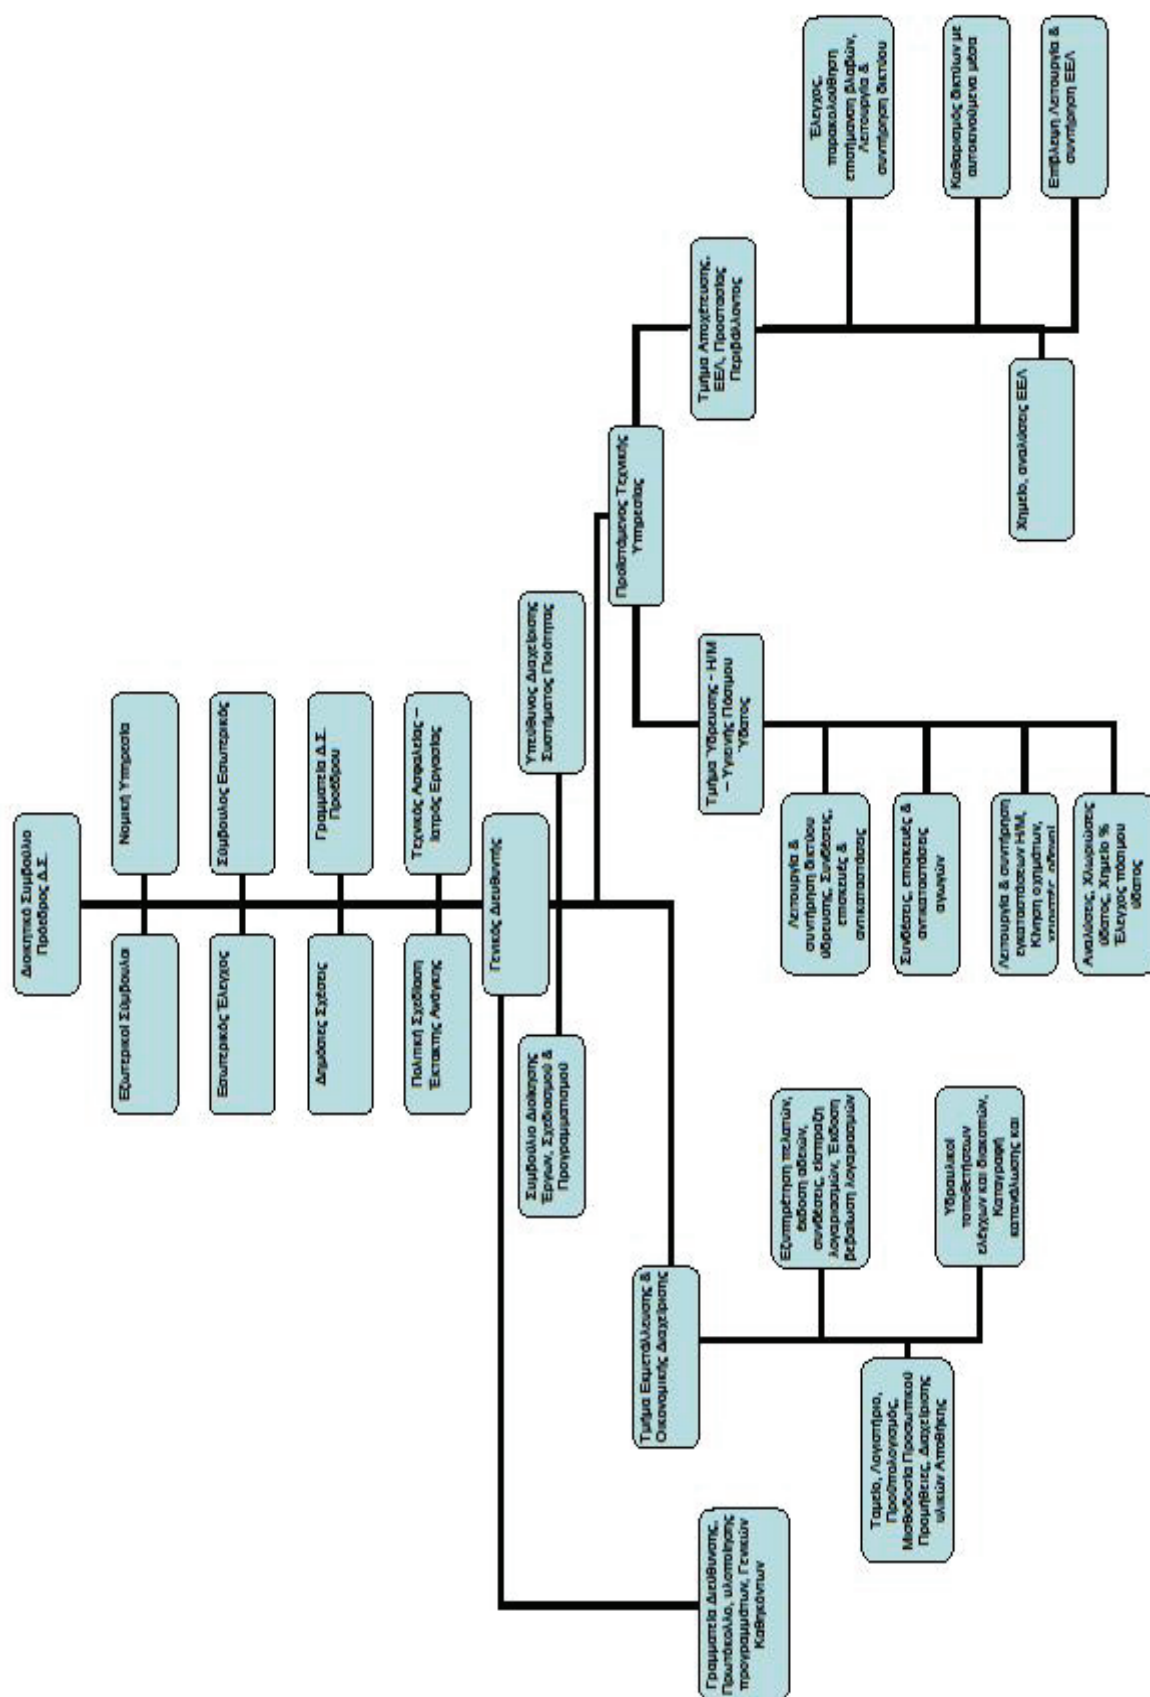 Διοικητικό Συμβούλιο
Πρόεδρος Δ.Σ.
Εξωτερικοί Σύμβουλοι
Νομική Υπηρεσία
Εσωτερικός Έλεγχος
Σύμβουλος Εσωτερικός
Δημότες Σχέσεις
Γραμματεία Δ.Σ.
Προέδρου
Πολιτική Σχεδίαση
Έκτακτης Ανάγκης
Τεχνικός Ασφαλείας –
Ιατρός Εργασίας
Γενικός Διευθυντής
Συμβούλιο Διοίκησης
Έργων, Σχεδιασμού &
Προγραμματισμού
Υπεύθυνος Διαχείρισης
Συστήματος Ποιότητας
Γραμματεία Διεύθυνσης,
Πρωτόκολλο, υλοποίησης
προγραμμάτων, Γενικών
Καθηκόντων
Τμήμα Εκμετάλλευσης &
Οικονομικής Διαχείρισης
Προϊστάμενος Τεχνικής
Υπηρεσίας
Τμήμα Ύδρευσης - Η/Μ
– Υγιεινής Πόσιμου
Ύδατος
Τμήμα Αποχέτευσης,
ΕΕΛ, Προστασίας
Περιβάλλοντος
Εξυπηρέτηση πελατών,
έκδοση αδειών,
συνδέσεις, είσπραξη
λογαριασμών, Έκδοση
βεβαίωση λογαριασμών
Ταμείο, Λογιστήριο,
Προϋπολογισμός,
Μισθοδοσία Προσωπικού
Προμήθειες, Διαχείρισης
υλικών Αποθήκης
Υδραυλικοί
τοποθετήσεων
ελέγχων και διακοπών,
Καταγραφή
κατανάλωσης και
Λειτουργία &
συντήρηση δικτύου
ύδρευσης, Συνδέσεις,
επισκευές &
αντικαταστάσεις
Συνδέσεις, επισκευές &
αντικαταστάσεις
αγωγών
Λειτουργία & συντήρηση
εγκαταστάσεων Η/Μ,
Κίνηση οχημάτων,
Αναλύσεις, Χλωριώσεις
ύδατος, Χημείο %
Έλεγχος πόσιμου
ύδατος
Έλεγχος,
παρακολούθηση
επισήμανση βλαβών,
Λειτουργία &
συντήρηση δικτύου
Καθαρισμός δικτύων με
αυτοκινούμενα μέσα
Χημείο, αναλύσεις ΕΕΛ
Επίβλεψη Λειτουργία &
συντήρηση ΕΕΛ